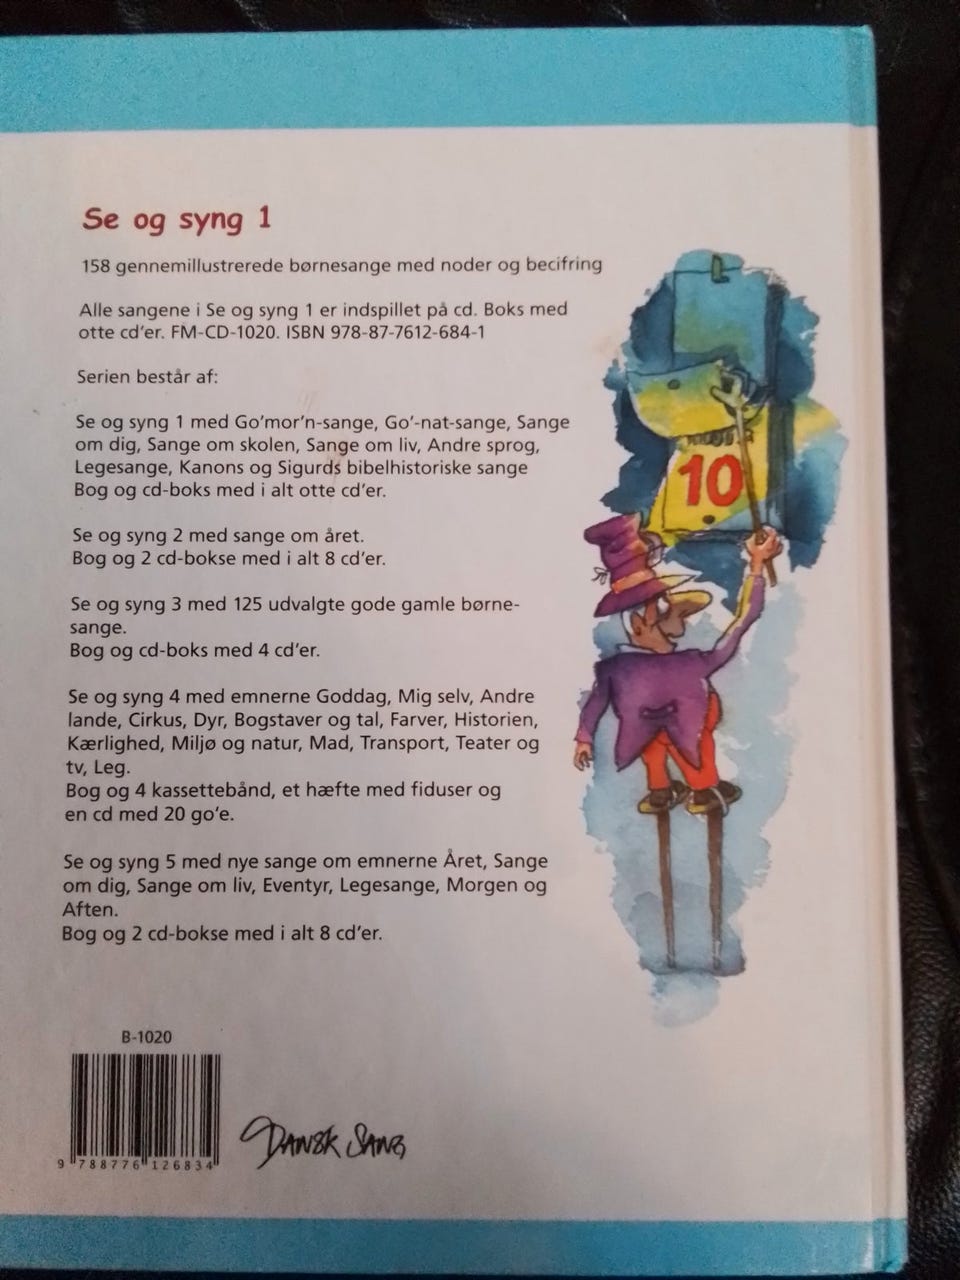 Se og syng 1
158 gennemillustrerede børnesange med noder og becifring
Alle sangene i Se og syng 1 er indspillet på cd. Boks med
otte cd'er. FM-CD-1020. ISBN 978-87-7612-684-1
Serien består af:
Se og syng 1 med Go'mor'n-sange, Go'-nat-sange, Sange
om dig, Sange om skolen, Sange om liv, Andre sprog,
Legesange, Kanons og Sigurds bibelhistoriske sange
Bog og cd-boks med i alt otte cd'er.
Se og syng 2 med sange om året.
Bog og 2 cd-bokse med i alt 8 cd'er.
Se og syng 3 med 125 udvalgte gode gamle børne-
sange.
Bog og cd-boks med 4 cd'er.
Se og syng 4 med emnerne Goddag, Mig selv, Andre
lande, Cirkus, Dyr, Bogstaver og tal, Farver, Historien,
Kærlighed, Miljø og natur, Mad, Transport, Teater og
tv, Leg.
Bog og 4 kassettebånd, et hæfte med fiduser og
en cd med 20 go'e.
Se og syng 5 med nye sange om emnerne Året, Sange
om dig, Sange om liv, Eventyr, Legesange, Morgen og
Aften.
Bog og 2 cd-bokse med i alt 8 cd'er.
10
B-1020
9 788776 126834
DANSK SANG